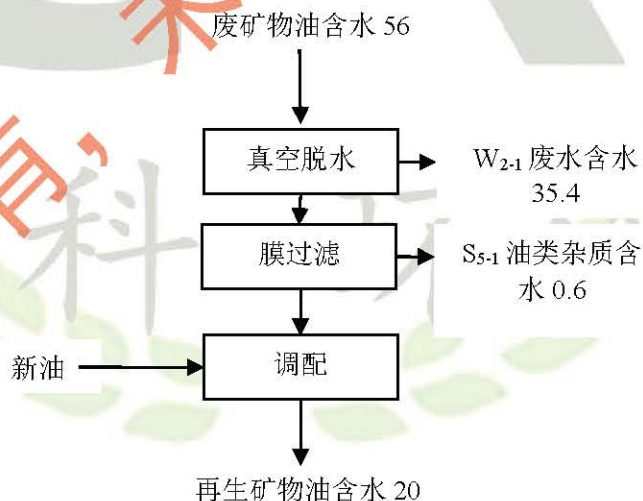 废矿物油含水 56
真空脱水
W₂₋₁ 废水含水
35.4
膜过滤
S₅₋₁ 油类杂质含
水 0.6
新油
调配
再生矿物油含水 20